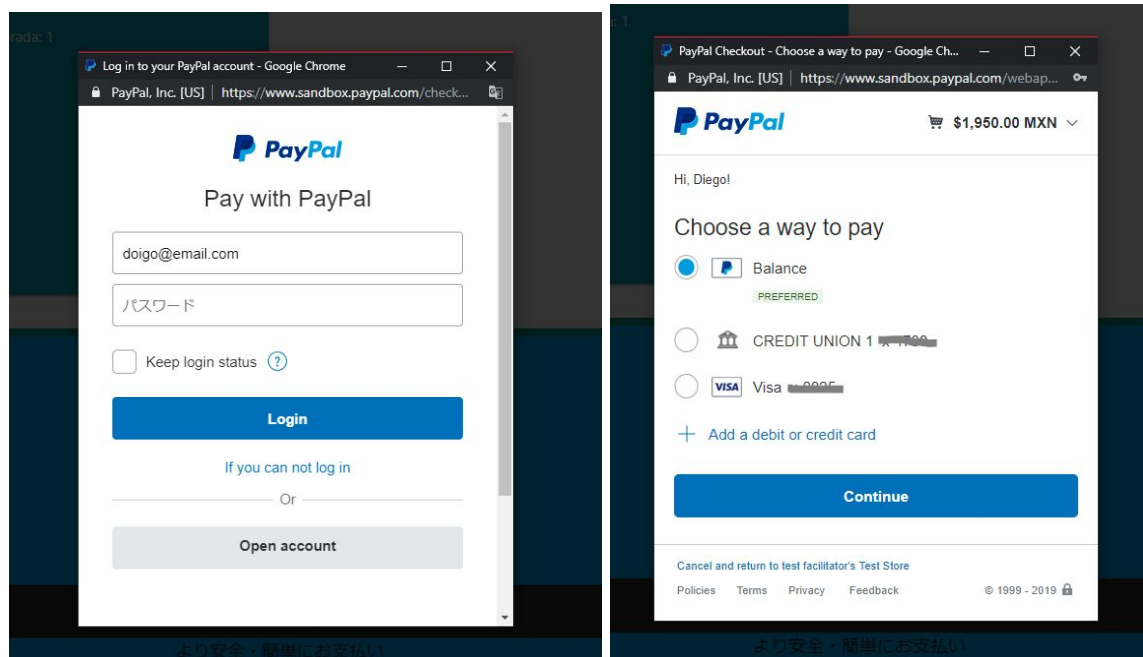 rada: 1
Log in to your PayPal account - Google Chrome
PayPal, Inc. [US] | https://www.sandbox.paypal.com/check...
PayPal
Pay with PayPal
doigo@email.com
パスワード
Keep login status ?
Login
If you can not log in
Or
Open account
より安全・簡単にお支払い
: 1
PayPal Checkout - Choose a way to pay - Google Ch...
PayPal, Inc. [US] | https://www.sandbox.paypal.com/webap...
PayPal
$1,950.00 MXN
Hi, Diego!
Choose a way to pay
Balance
PREFERRED
CREDIT UNION 1
VISA Visa
Add a debit or credit card
Continue
Cancel and return to test facilitator's Test Store
Policies Terms Privacy Feedback © 1999 - 2019
より安全・簡単にお支払い